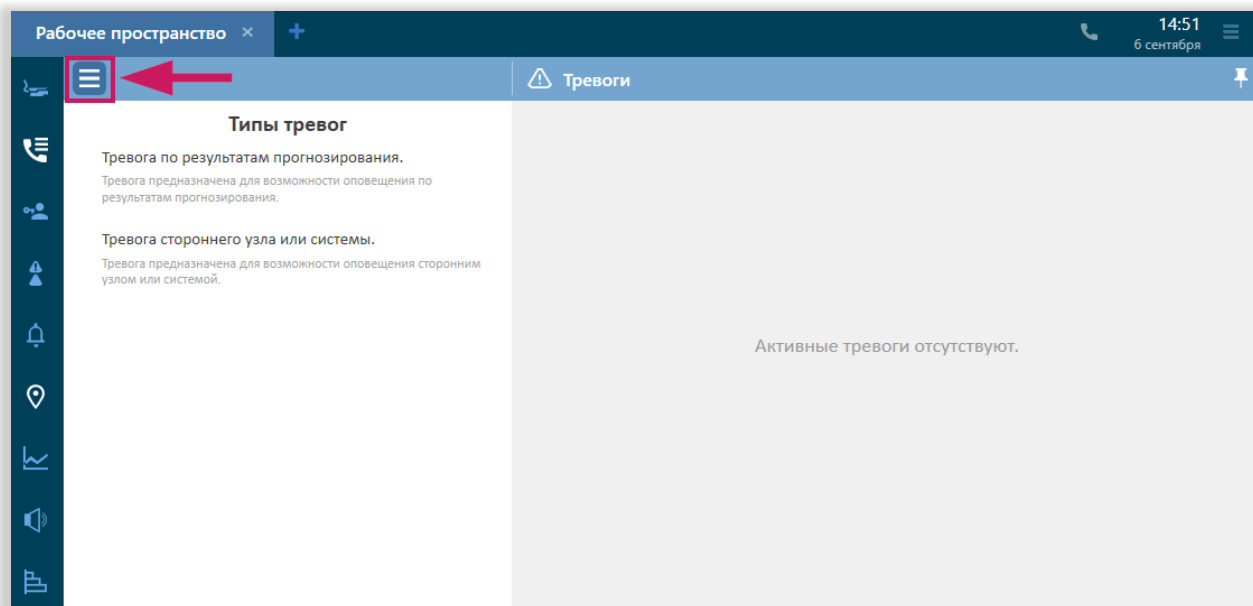 Рабочее пространство
14:51
6 сентября
Тревоги
Типы тревог
Тревога по результатам прогнозирования.
Тревога предназначена для возможности оповещения по
результатам прогнозирования.
Тревога стороннего узла или системы.
Тревога предназначена для возможности оповещения сторонним
узлом или системой.
Активные тревоги отсутствуют.